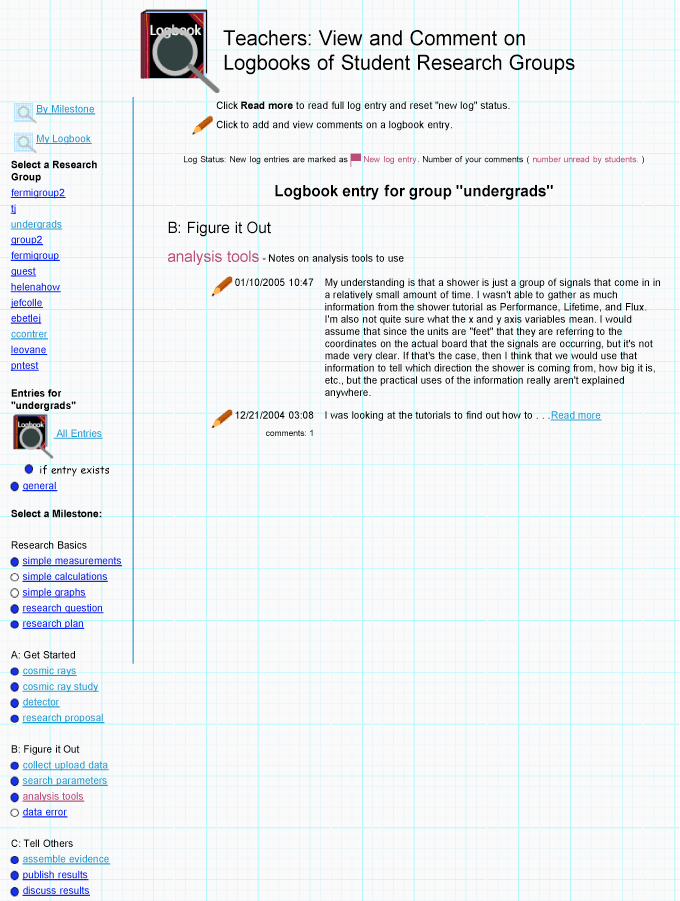 Logbook
Teachers: View and Comment on
Logbooks of Student Research Groups
By Milestone
My Logbook
Select a Research
Group
fermigroup2
tj
undergrads
group2
fermigroup
guest
helenahow
jefcolle
ebetlej
ccontrer
leovane
pntest
Entries for
"undergrads"
Logbook
All Entries
if entry exists
general
Select a Milestone:
Research Basics
simple measurements
simple calculations
simple graphs
research question
research plan
A: Get Started
cosmic rays
cosmic ray study
detector
research proposal
B: Figure it Out
collect upload data
search parameters
analysis tools
data error
C: Tell Others
assemble evidence
publish results
discuss results
Click Read more to read full log entry and reset "new log" status.
Click to add and view comments on a logbook entry.
Log Status: New log entries are marked as New log entry. Number of your comments ( number unread by students. )
Logbook entry for group "undergrads"
B: Figure it Out
analysis tools - Notes on analysis tools to use
01/10/2005 10:47
My understanding is that a shower is just a group of signals that come in in
a relatively small amount of time. I wasn't able to gather as much
information from the shower tutorial as Performance, Lifetime, and Flux.
I'm also not quite sure what the x and y axis variables mean. I would
assume that since the units are "feet" that they are referring to the
coordinates on the actual board that the signals are occurring, but it's not
made very clear. If that's the case, then I think that we would use that
information to tell which direction the shower is coming from, how big it is,
etc., but the practical uses of the information really aren't explained
anywhere.
12/21/2004 03:08
I was looking at the tutorials to find out how to . . .Read more
comments: 1